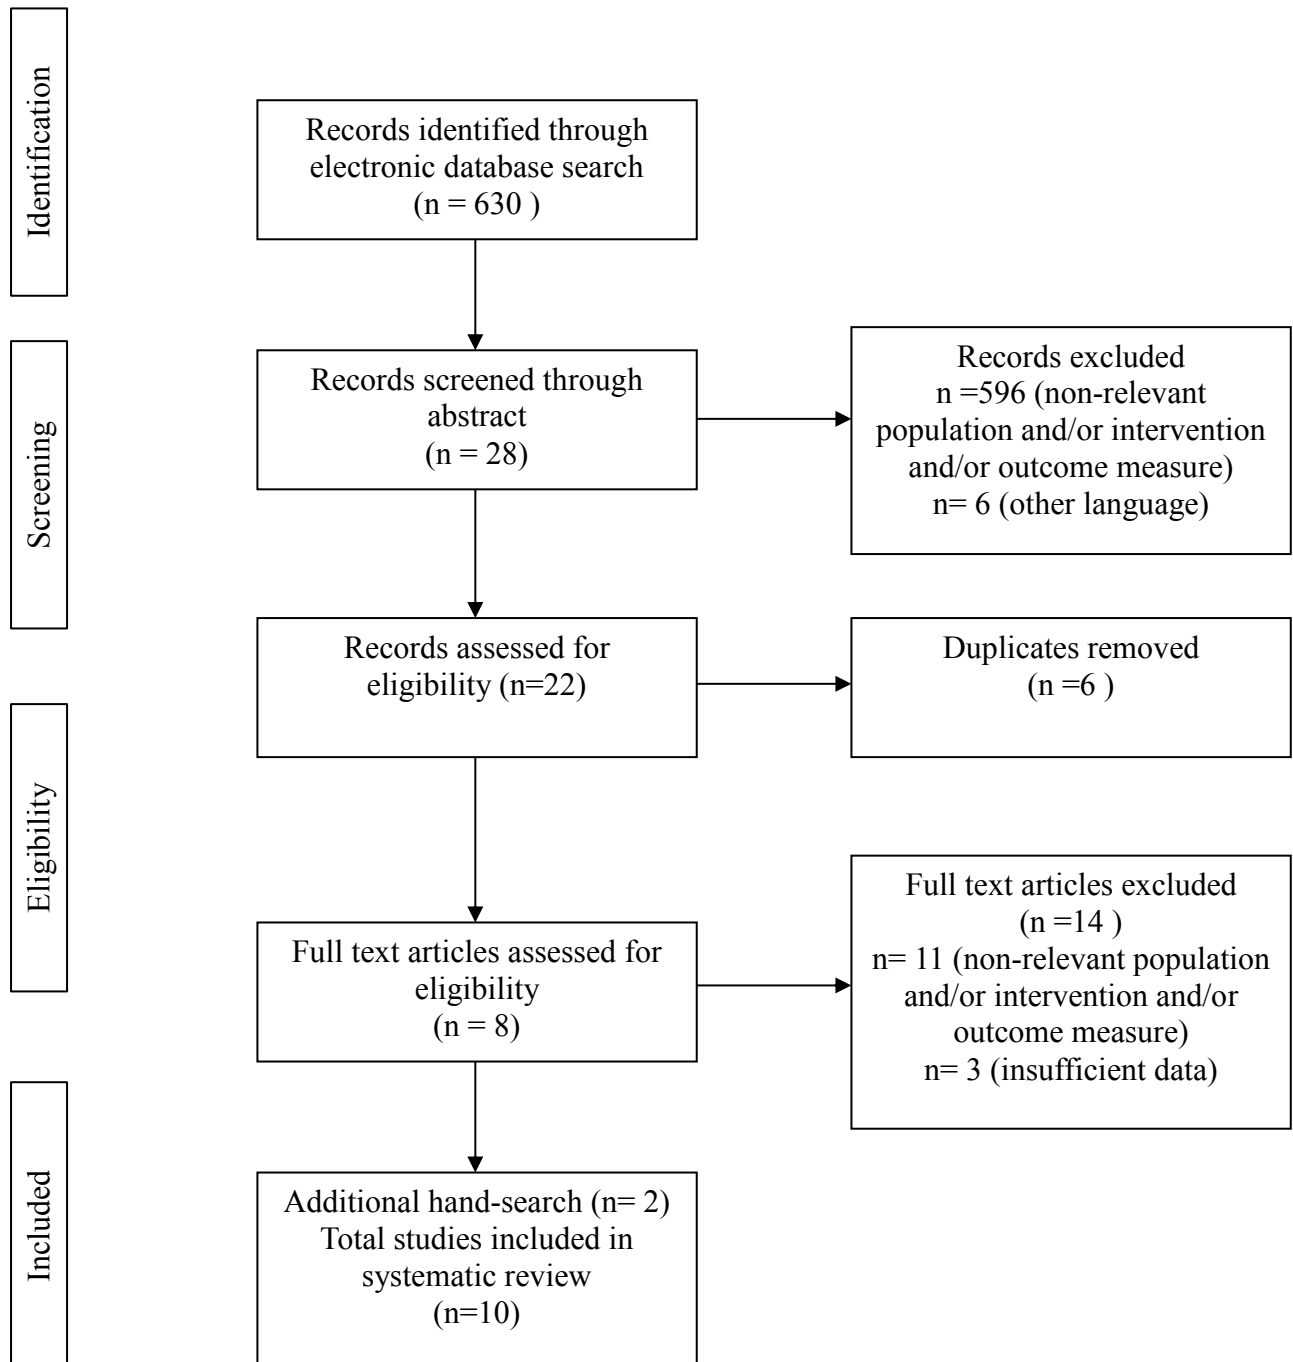 Identification
Records identified through
electronic database search
(n = 630 )
Screening
Records screened through
abstract
(n = 28)
Records excluded
n =596 (non-relevant
population and/or intervention
and/or outcome measure)
n= 6 (other language)
Records assessed for
eligibility (n=22)
Duplicates removed
(n =6 )
Eligibility
Full text articles assessed for
eligibility
(n = 8)
Full text articles excluded
(n =14 )
n= 11 (non-relevant population
and/or intervention and/or
outcome measure)
n= 3 (insufficient data)
Included
Additional hand-search (n= 2)
Total studies included in
systematic review
(n=10)